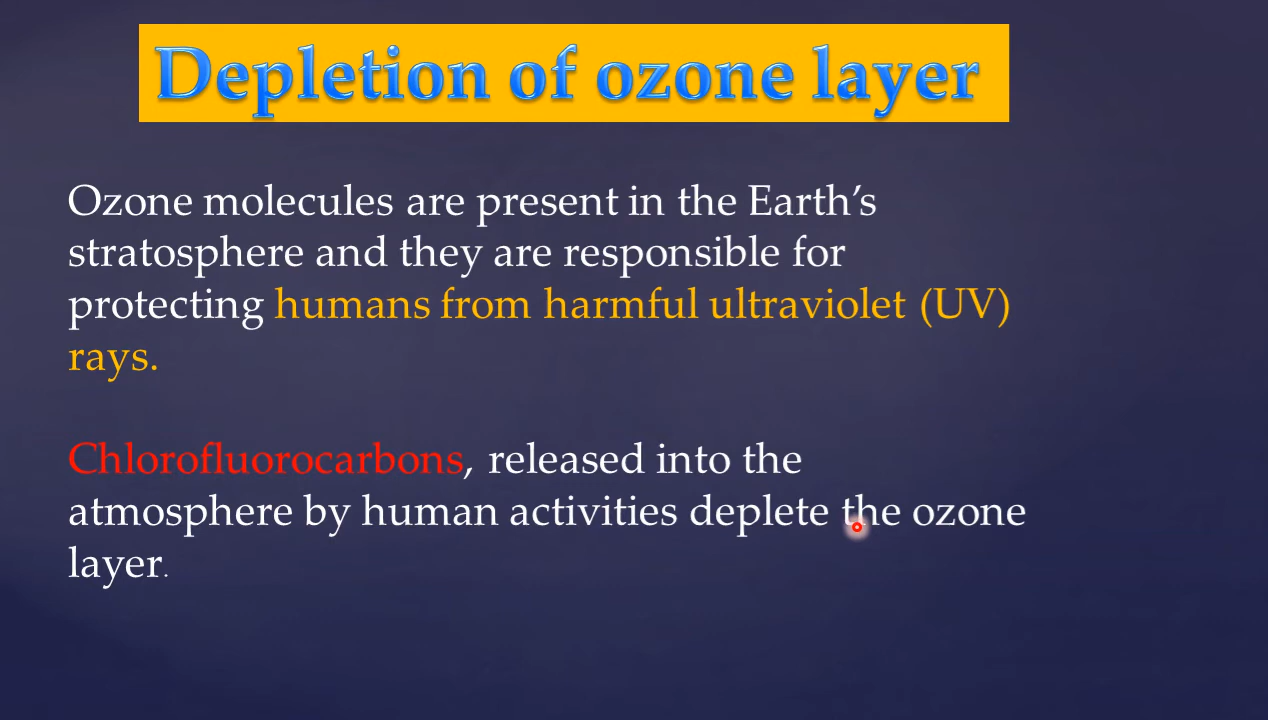 Depletion of ozone layer
Ozone molecules are present in the Earth’s
stratosphere and they are responsible for
protecting humans from harmful ultraviolet (UV)
rays.
Chlorofluorocarbons, released into the
atmosphere by human activities deplete the ozone
layer.